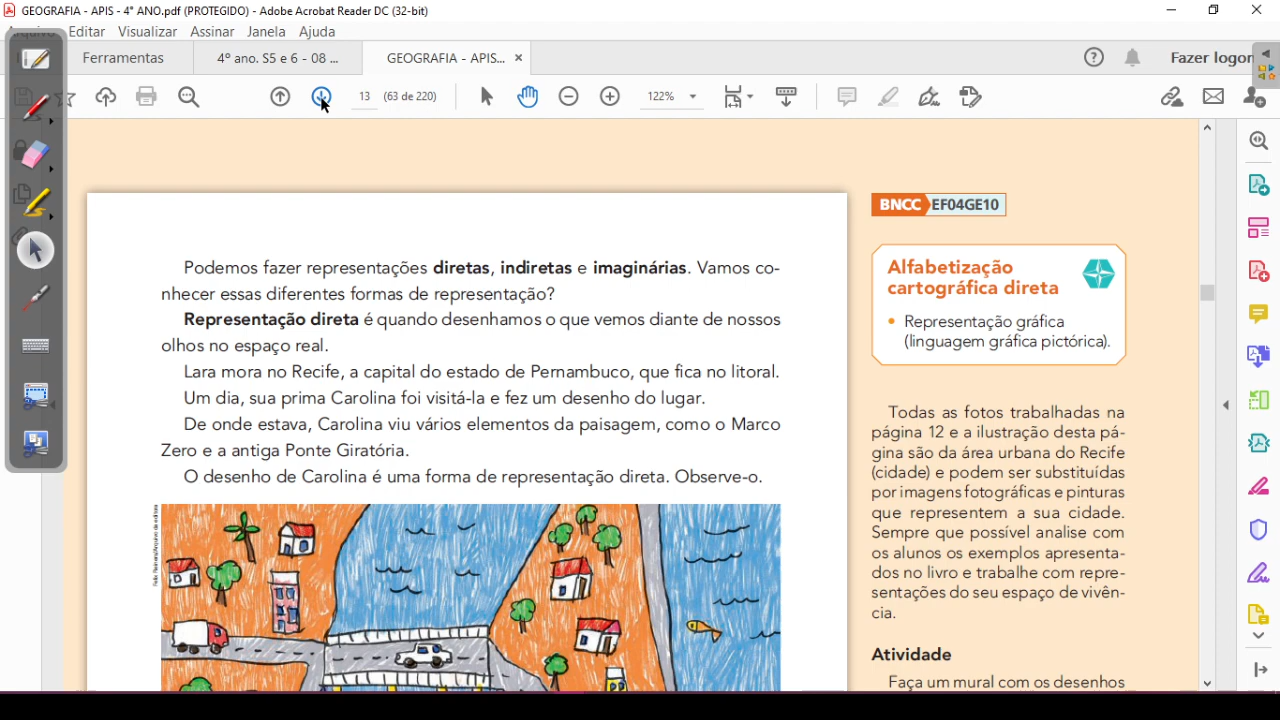 GEOGRAFIA - APIS - 4° ANO.pdf (PROTEGIDO) - Adobe Acrobat Reader DC (32-bit)
Arquivo Editar Visualizar Assinar Janela Ajuda
Ferramentas
4º ano. S5 e 6 - 08 ...
GEOGRAFIA - APIS... ×
Fazer logon
13 (63 de 220)
122%
BNCC EF04GE10
Podemos fazer representações diretas, indiretas e imaginárias. Vamos co-
nhecer essas diferentes formas de representação?
Representação direta é quando desenhamos o que vemos diante de nossos
olhos no espaço real.
Lara mora no Recife, a capital do estado de Pernambuco, que fica no litoral.
Um dia, sua prima Carolina foi visitá-la e fez um desenho do lugar.
De onde estava, Carolina viu vários elementos da paisagem, como o Marco
Zero e a antiga Ponte Giratória.
O desenho de Carolina é uma forma de representação direta. Observe-o.
Alfabetização
cartográfica direta
• Representação gráfica
(linguagem gráfica pictórica).
Todas as fotos trabalhadas na
página 12 e a ilustração desta pá-
gina são da área urbana do Recife
(cidade) e podem ser substituídas
por imagens fotográficas e pinturas
que representem a sua cidade.
Sempre que possível analise com
os alunos os exemplos apresenta-
dos no livro e trabalhe com repre-
sentações do seu espaço de vivên-
cia.
Atividade
Faça um mural com os desenhos